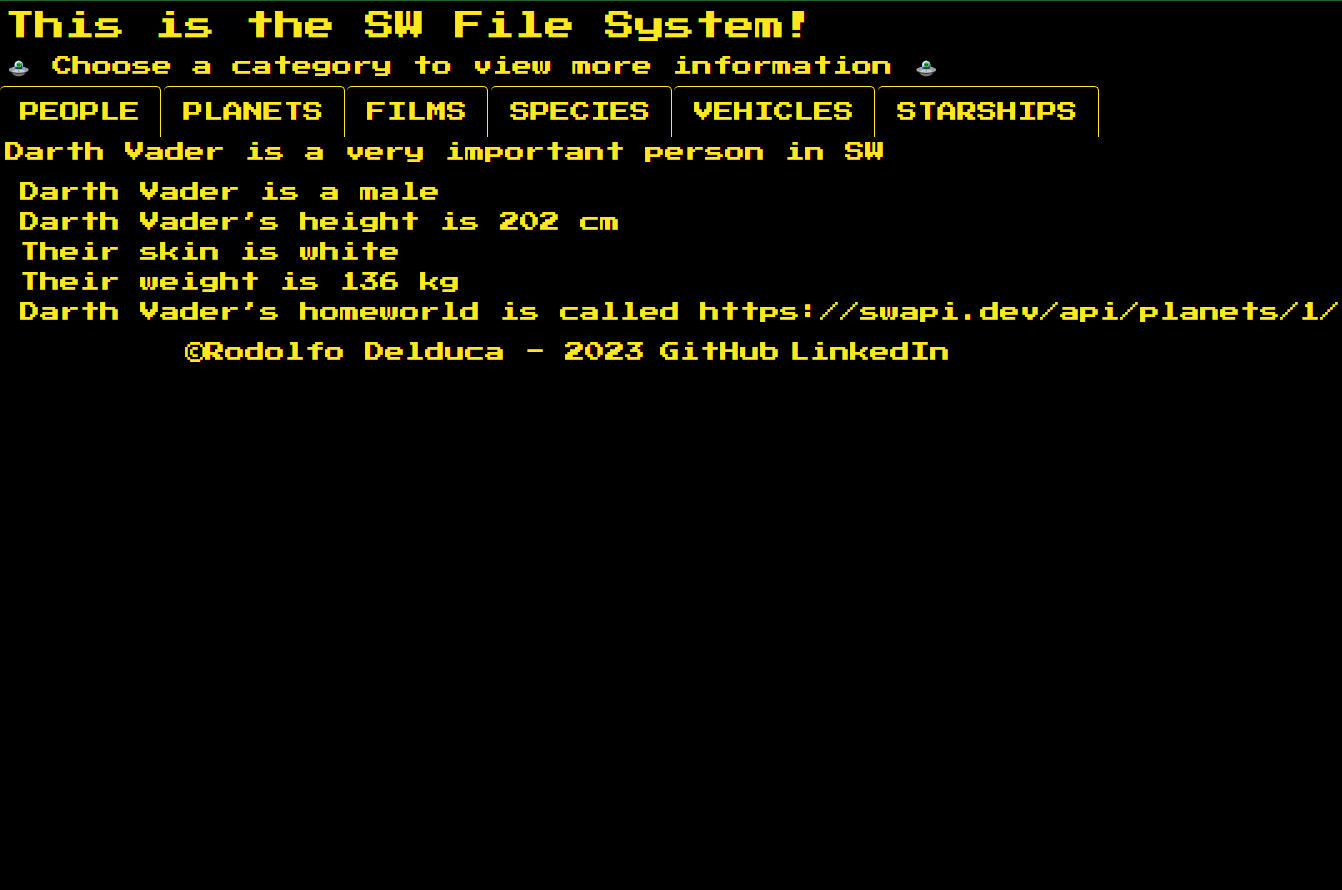 This is the SW File System!
🛸 Choose a category to view more information 🛸
PEOPLE PLANETS FILMS SPECIES VEHICLES STARSHIPS
Darth Vader is a very important person in SW
Darth Vader is a male
Darth Vader's height is 202 cm
Their skin is white
Their weight is 136 kg
Darth Vader's homeworld is called https://swapi.dev/api/planets/1/
©Rodolfo Delduca - 2023 GitHub LinkedIn